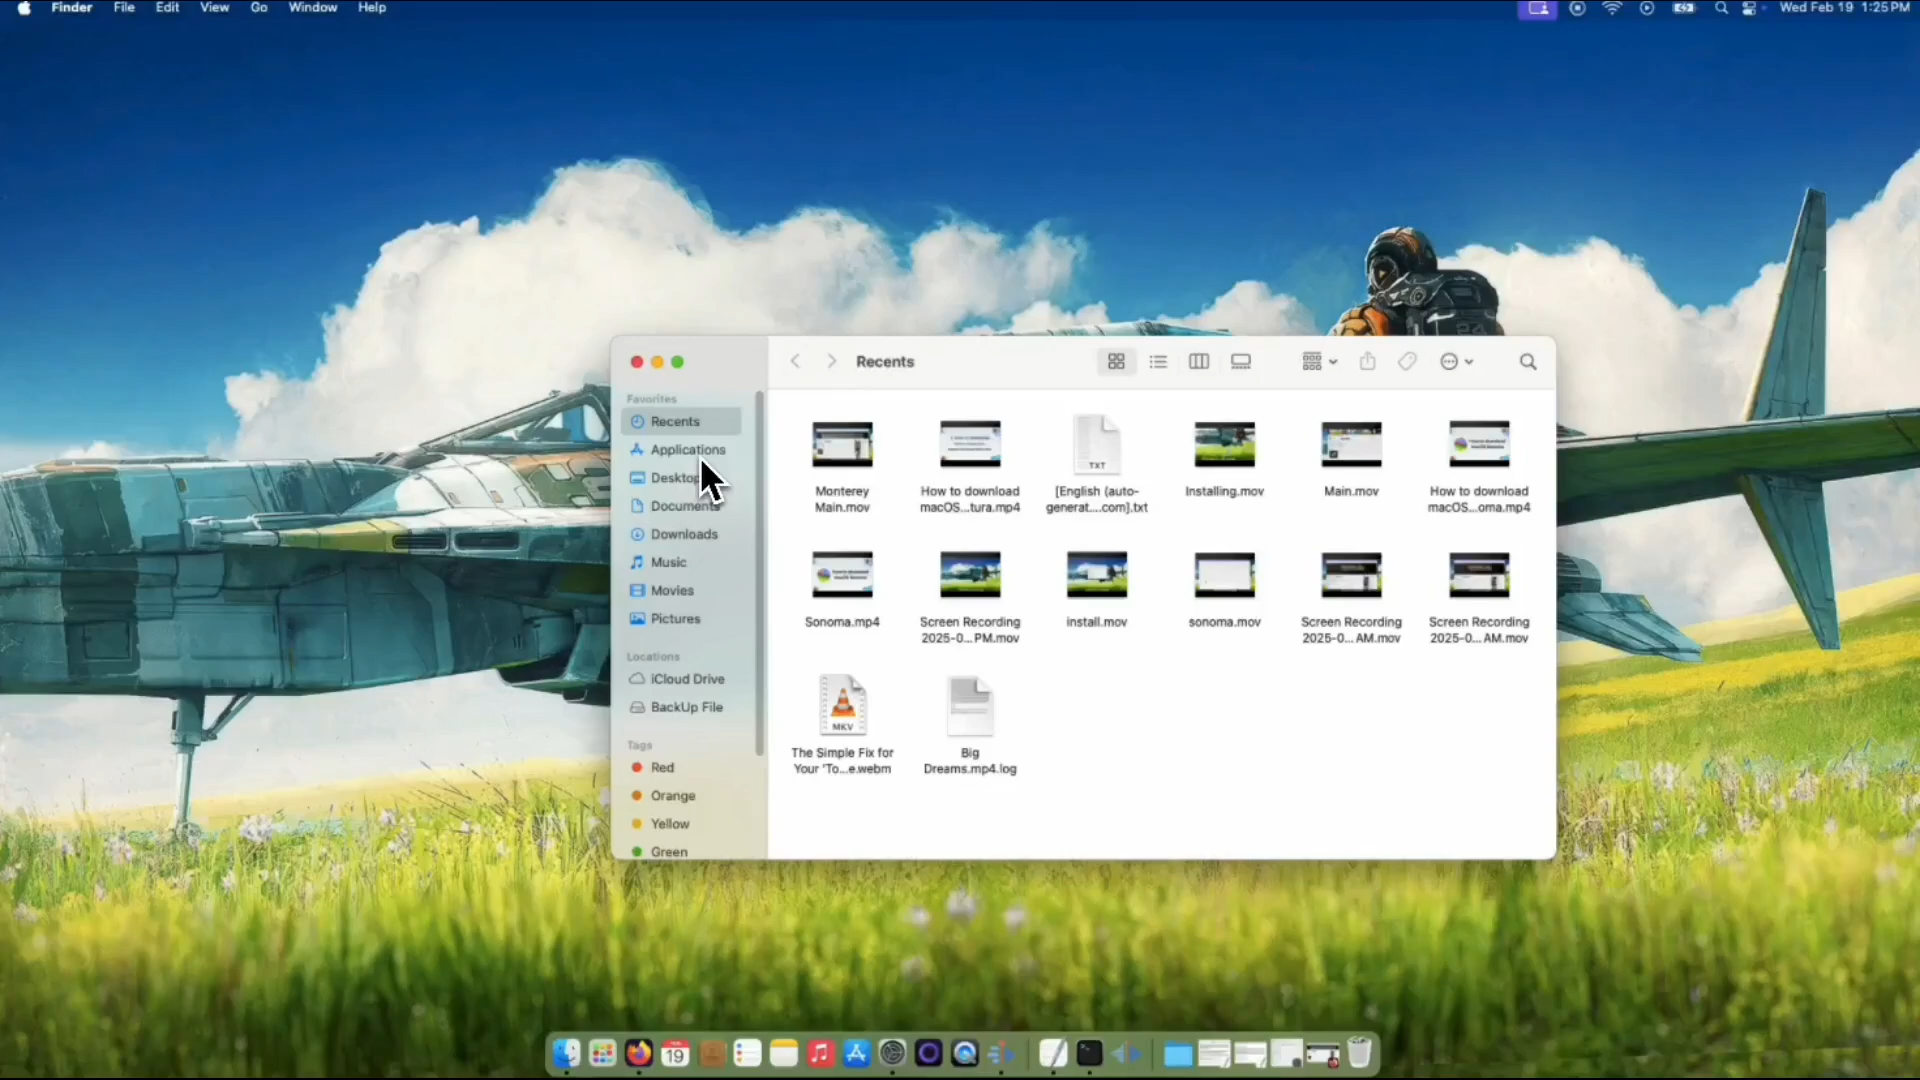 Finder File Edit View Go Window Help Wed Feb 19 1:25 PM
Recents
Favorites
Recents
Applications
Desktop
Documents
Downloads
Music
Movies
Pictures
Locations
iCloud Drive
BackUp File
Tags
Red
Orange
Yellow
Green
Monterey
Main.mov
How to download
macOS...tura.mp4
TXT
[English (auto-
generat....com].txt
Installing.mov
Main.mov
How to download
macOS...oma.mp4
Sonoma.mp4
Screen Recording
2025-0... PM.mov
install.mov
sonoma.mov
Screen Recording
2025-0... AM.mov
Screen Recording
2025-0... AM.mov
MKV
The Simple Fix for
Your 'To...e.webm
Big
Dreams.mp4.log
24
19